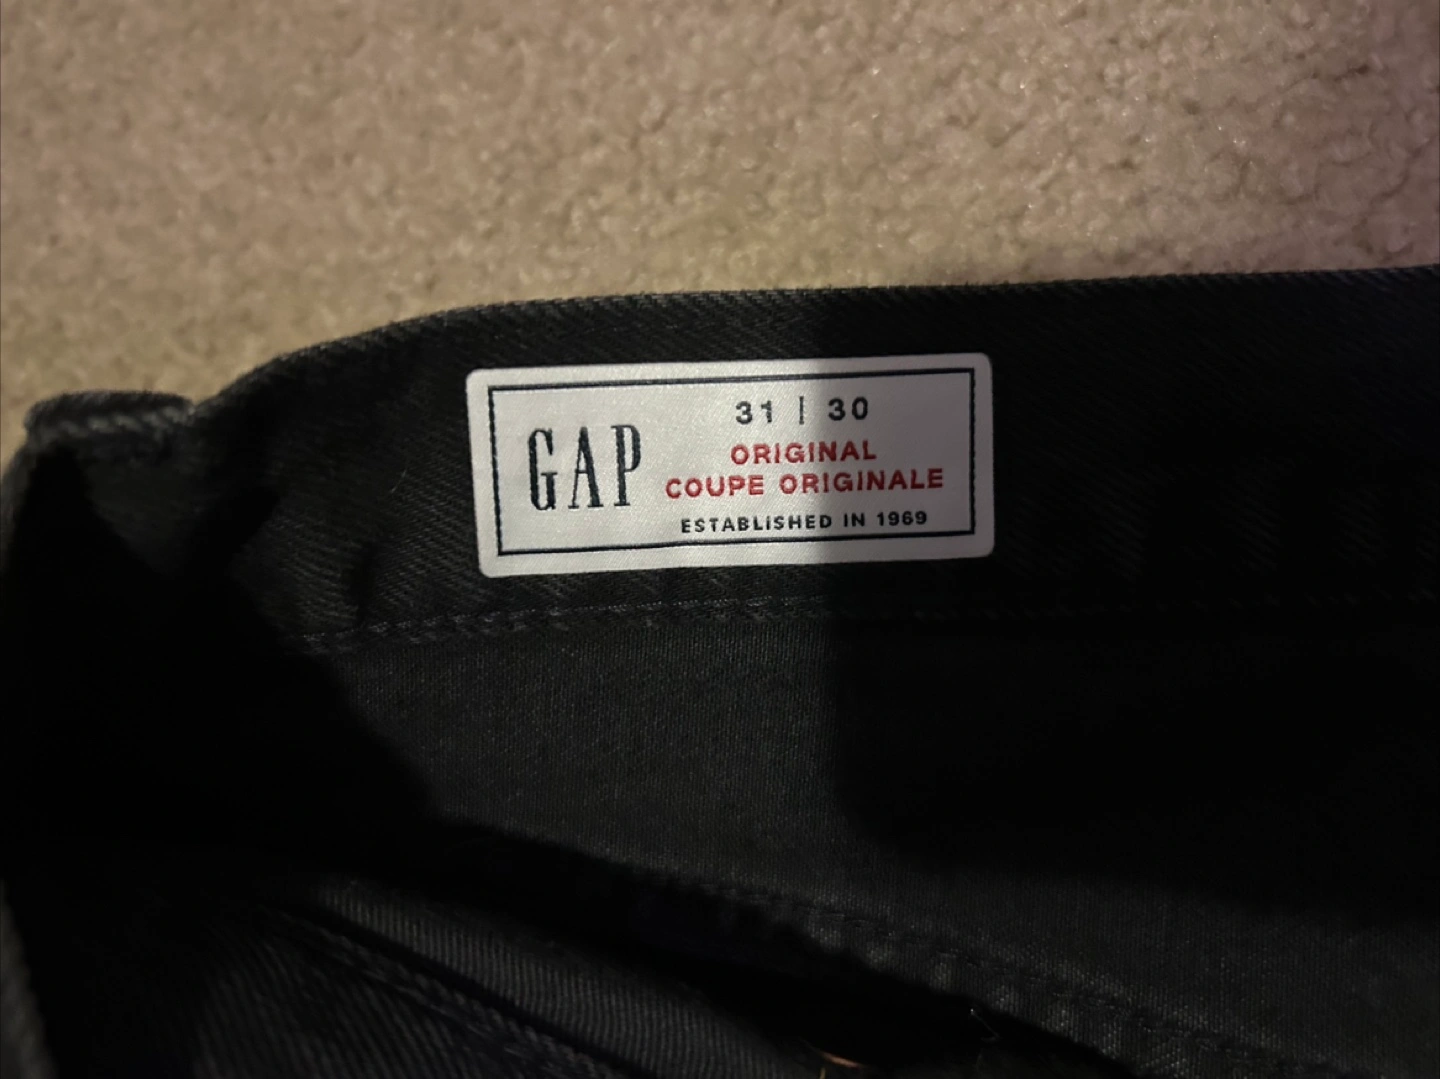 GAP
31 | 30
ORIGINAL
COUPE ORIGINALE
ESTABLISHED IN 1969